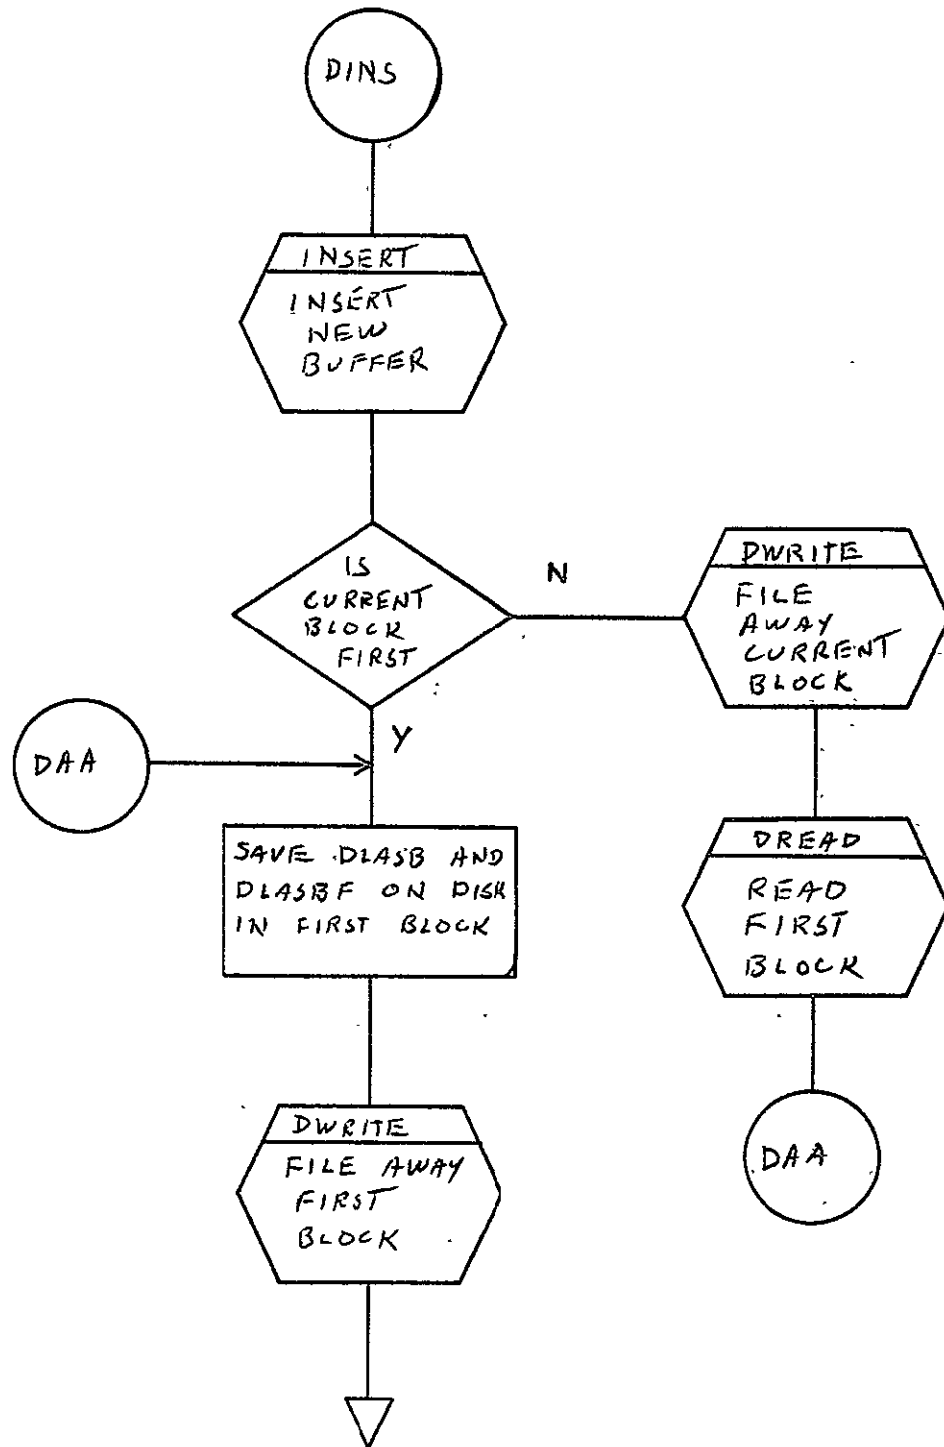 DINS
INSERT
INSERT
NEW
BUFFER
IS
CURRENT
BLOCK
FIRST
N
Y
DWRITE
FILE
AWAY
CURRENT
BLOCK
DAA
SAVE DLASB AND
DLASBF ON DISK
IN FIRST BLOCK
DREAD
READ
FIRST
BLOCK
DWRITE
FILE AWAY
FIRST
BLOCK
DAA